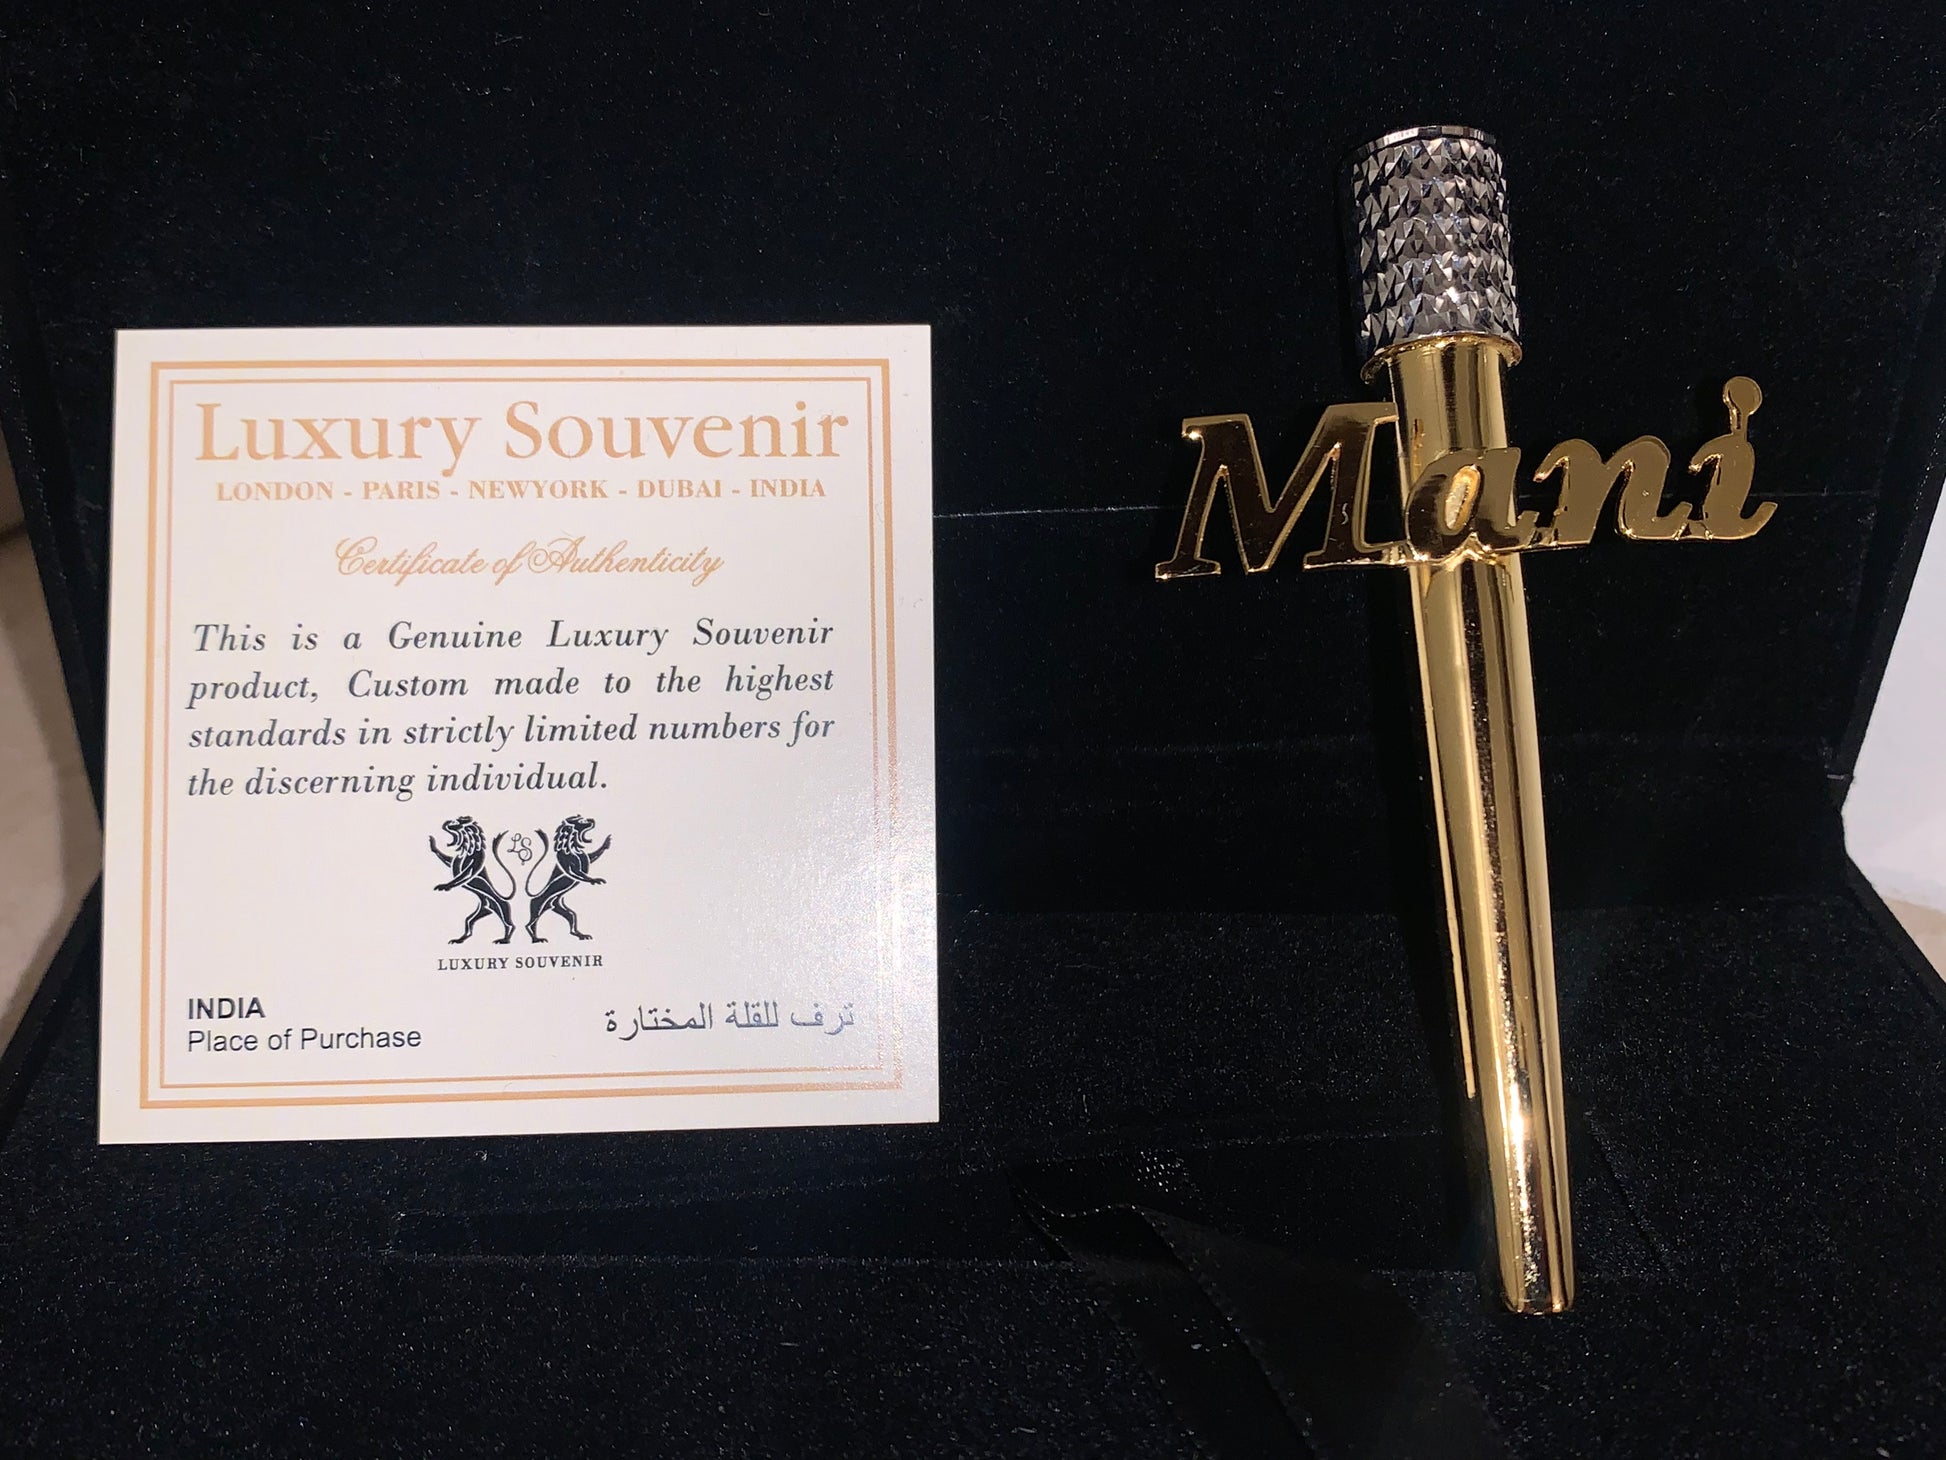 Luxury Souvenir
LONDON - PARIS - NEWYORK - DUBAI - INDIA
Certificate of Authenticity
This is a Genuine Luxury Souvenir
product, Custom made to the highest
standards in strictly limited numbers for
the discerning individual.
LS
LUXURY SOUVENIR
INDIA
Place of Purchase
ترف للقلة المختارة
Mani